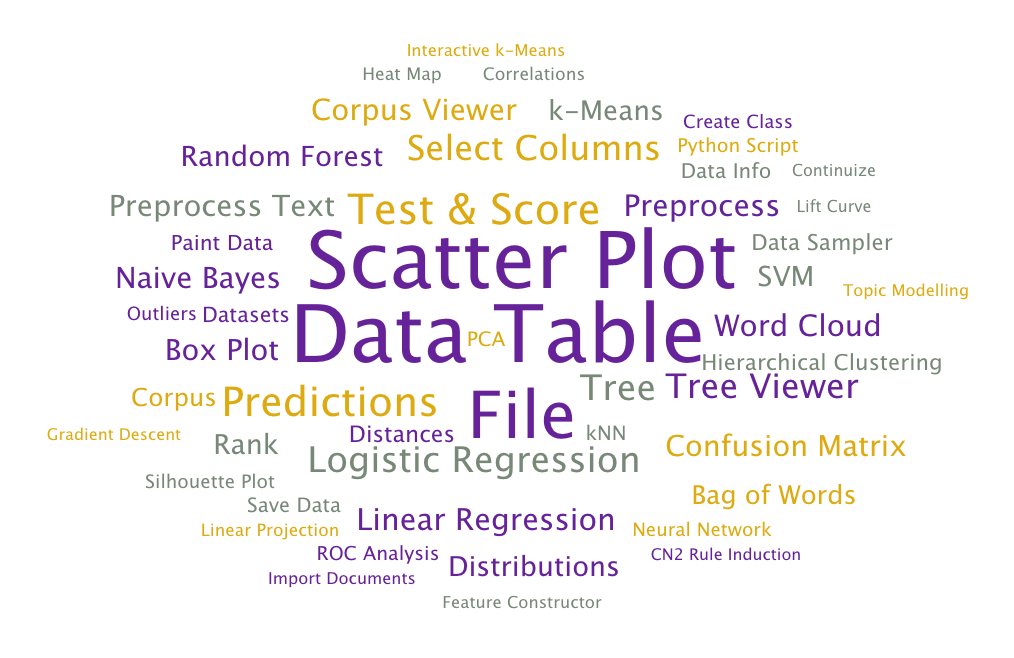 Interactive k-Means
Heat Map
Correlations
Corpus Viewer
k-Means
Create Class
Select Columns
Python Script
Random Forest
Data Info
Continuize
Preprocess Text
Test & Score
Preprocess
Lift Curve
Paint Data
Scatter Plot
Data Sampler
Naive Bayes
SVM
Topic Modelling
Outliers
Datasets
Data Table
PCA
Word Cloud
Box Plot
Hierarchical Clustering
Tree
Tree Viewer
Corpus
Predictions
File
Gradient Descent
Distances
kNN
Rank
Logistic Regression
Confusion Matrix
Silhouette Plot
Bag of Words
Save Data
Linear Regression
Linear Projection
Neural Network
ROC Analysis
CN2 Rule Induction
Distributions
Import Documents
Feature Constructor